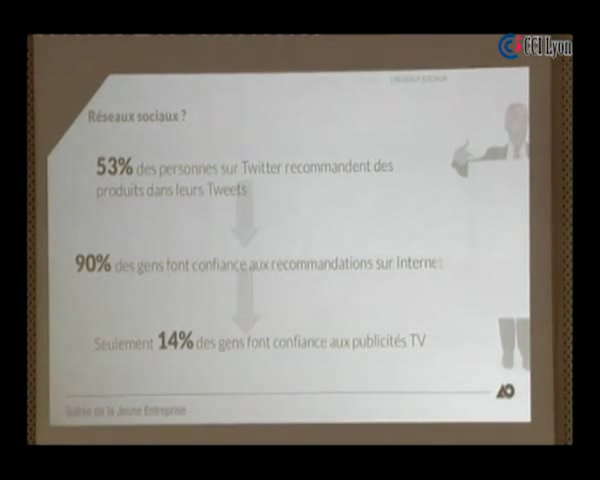 CCI Lyon
Réseaux sociaux ?
53% des personnes sur Twitter recommandent des
produits dans leurs Tweets
90% des gens font confiance aux recommandations sur Internet
Seulement 14% des gens font confiance aux publicités TV
Soirée de la Jeune Entreprise